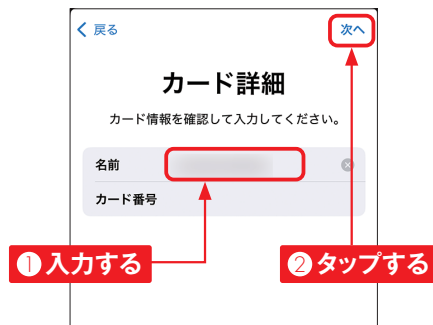 戻る
次へ
カード詳細
カード情報を確認して入力してください。
名前
カード番号
①入力する
②タップする